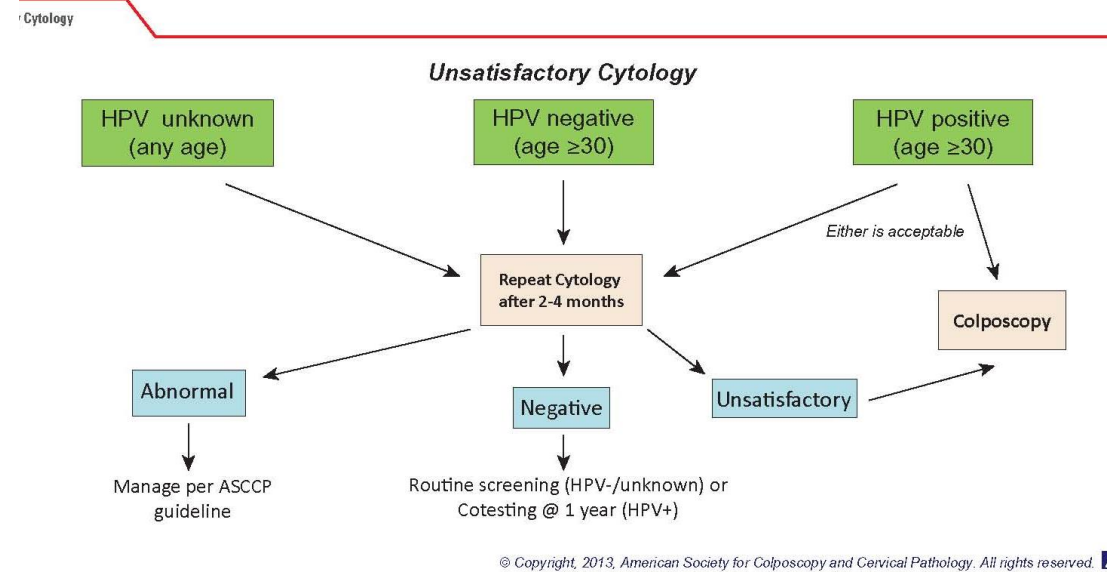 Cytology
Unsatisfactory Cytology
HPV unknown
(any age)
HPV negative
(age ≥30)
HPV positive
(age ≥30)
Either is acceptable
Repeat Cytology
after 2-4 months
Colposcopy
Abnormal
Negative
Unsatisfactory
Manage per ASCCP
guideline
Routine screening (HPV-/unknown) or
Cotesting @ 1 year (HPV+)
© Copyright, 2013, American Society for Colposcopy and Cervical Pathology. All rights reserved.